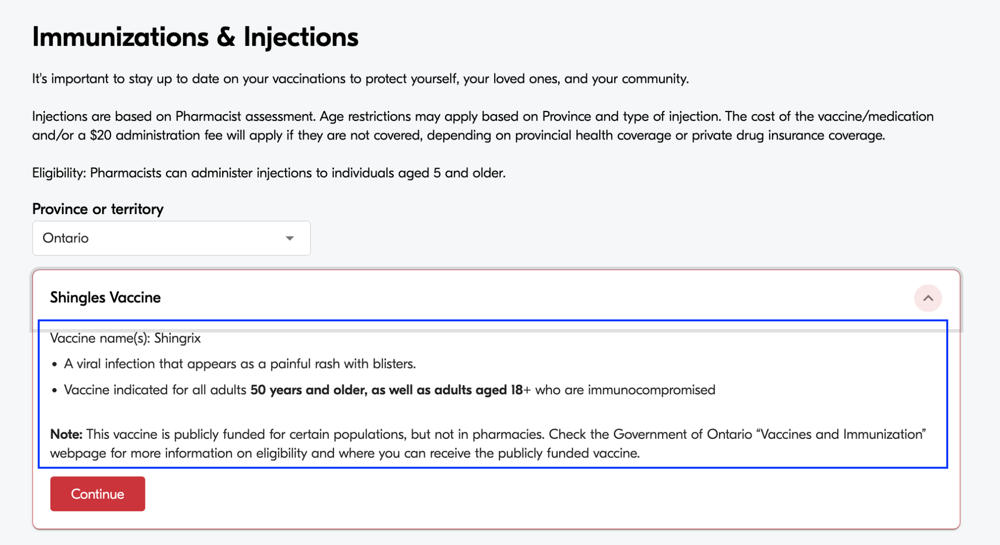 Immunizations & Injections
It's important to stay up to date on your vaccinations to protect yourself, your loved ones, and your community.
Injections are based on Pharmacist assessment. Age restrictions may apply based on Province and type of injection. The cost of the vaccine/medication
and/or a $20 administration fee will apply if they are not covered, depending on provincial health coverage or private drug insurance coverage.
Eligibility: Pharmacists can administer injections to individuals aged 5 and older.
Province or territory
Ontario
Shingles Vaccine
Vaccine name(s): Shingrix
• A viral infection that appears as a painful rash with blisters.
• Vaccine indicated for all adults 50 years and older, as well as adults aged 18+ who are immunocompromised
Note: This vaccine is publicly funded for certain populations, but not in pharmacies. Check the Government of Ontario “Vaccines and Immunization”
webpage for more information on eligibility and where you can receive the publicly funded vaccine.
Continue